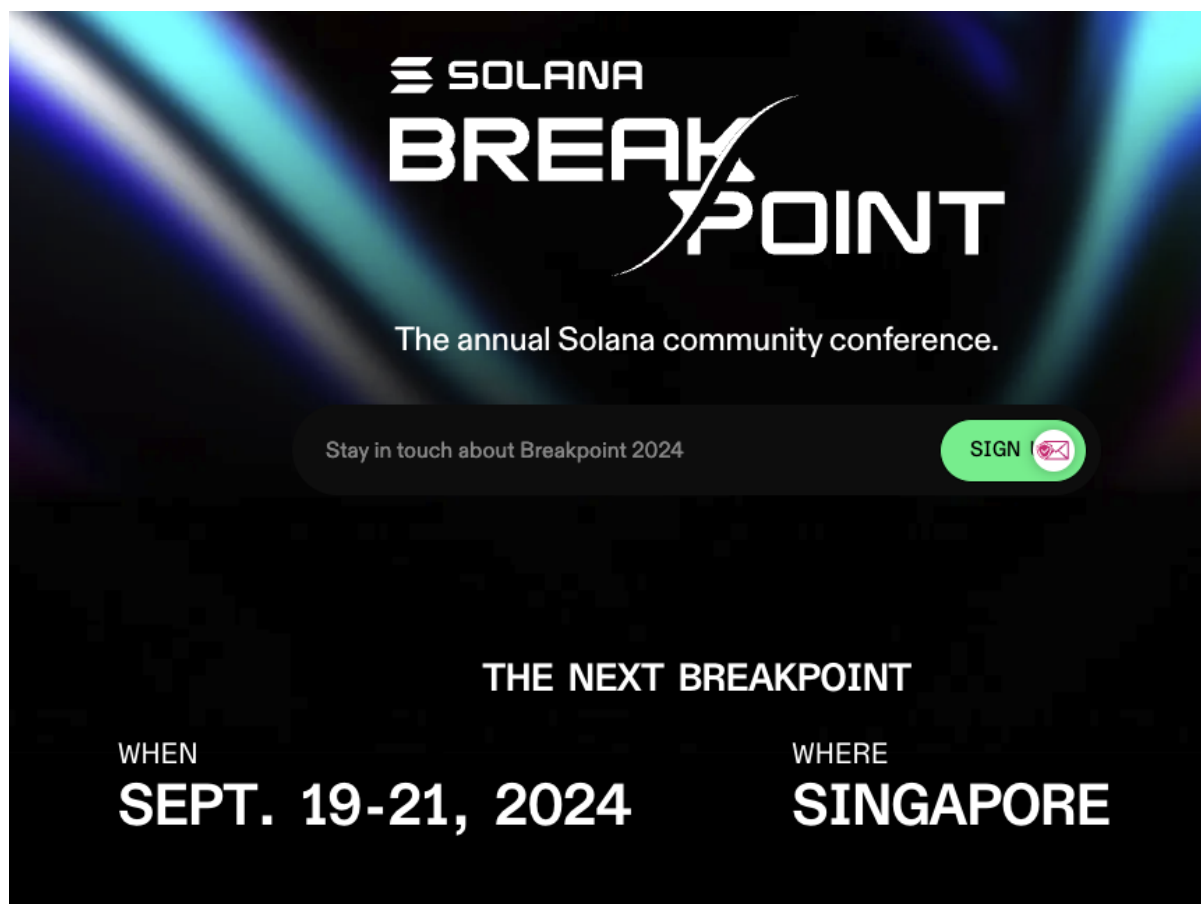 SOLANA
BREAK
POINT
The annual Solana community conference.
Stay in touch about Breakpoint 2024
SIGN
THE NEXT BREAKPOINT
WHEN
SEPT. 19-21, 2024
WHERE
SINGAPORE